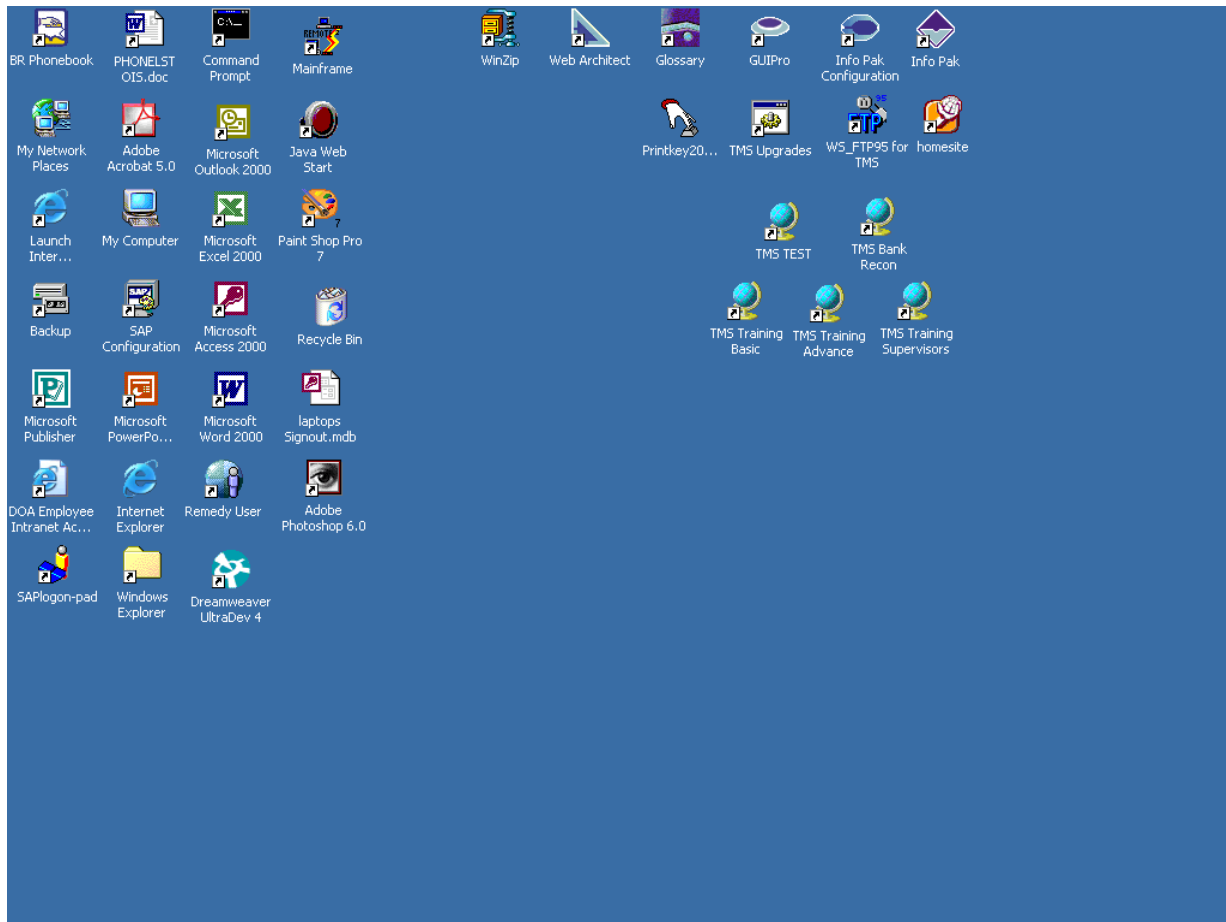 BR Phonebook
PHONELST
OIS.doc
Command
Prompt
Mainframe
WinZip
Web Architect
Glossary
GUIPro
Info Pak
Configuration
Info Pak
My Network
Places
Adobe
Acrobat 5.0
Microsoft
Outlook 2000
Java Web
Start
Printkey20...
TMS Upgrades
WS_FTP95 for
TMS
homesite
Launch
Inter...
My Computer
Microsoft
Excel 2000
Paint Shop Pro
7
TMS TEST
TMS Bank
Recon
Backup
SAP
Configuration
Microsoft
Access 2000
Recycle Bin
TMS Training
Basic
TMS Training
Advance
TMS Training
Supervisors
Microsoft
Publisher
Microsoft
PowerPo...
Microsoft
Word 2000
laptops
Signout.mdb
DOA Employee
Intranet Ac...
Internet
Explorer
Remedy User
Adobe
Photoshop 6.0
SAPlogon-pad
Windows
Explorer
Dreamweaver
UltraDev 4